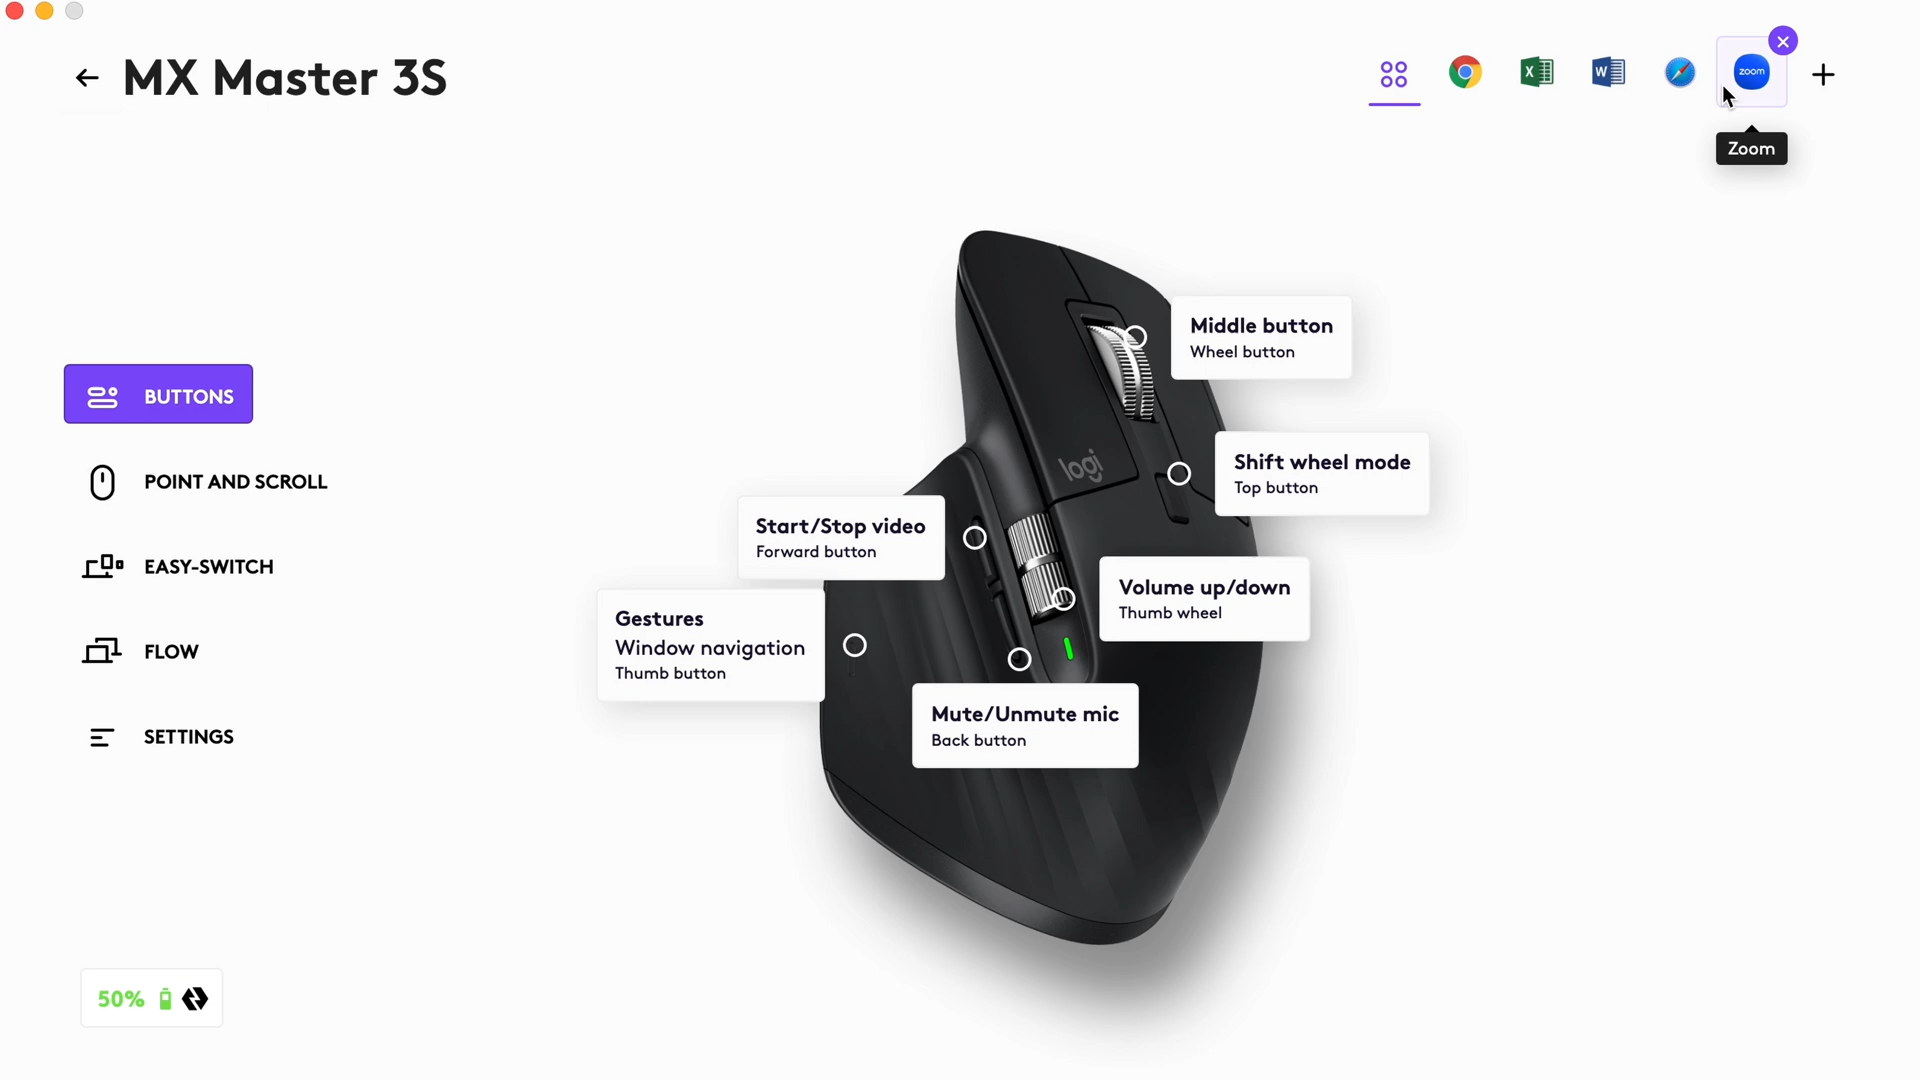 MX Master 3S
zoom
Zoom
Middle button
Wheel button
Shift wheel mode
Top button
logi
Start/Stop video
Forward button
Volume up/down
Thumb wheel
Gestures
Window navigation
Thumb button
Mute/Unmute mic
Back button
BUTTONS
POINT AND SCROLL
EASY-SWITCH
FLOW
SETTINGS
50%
X
W